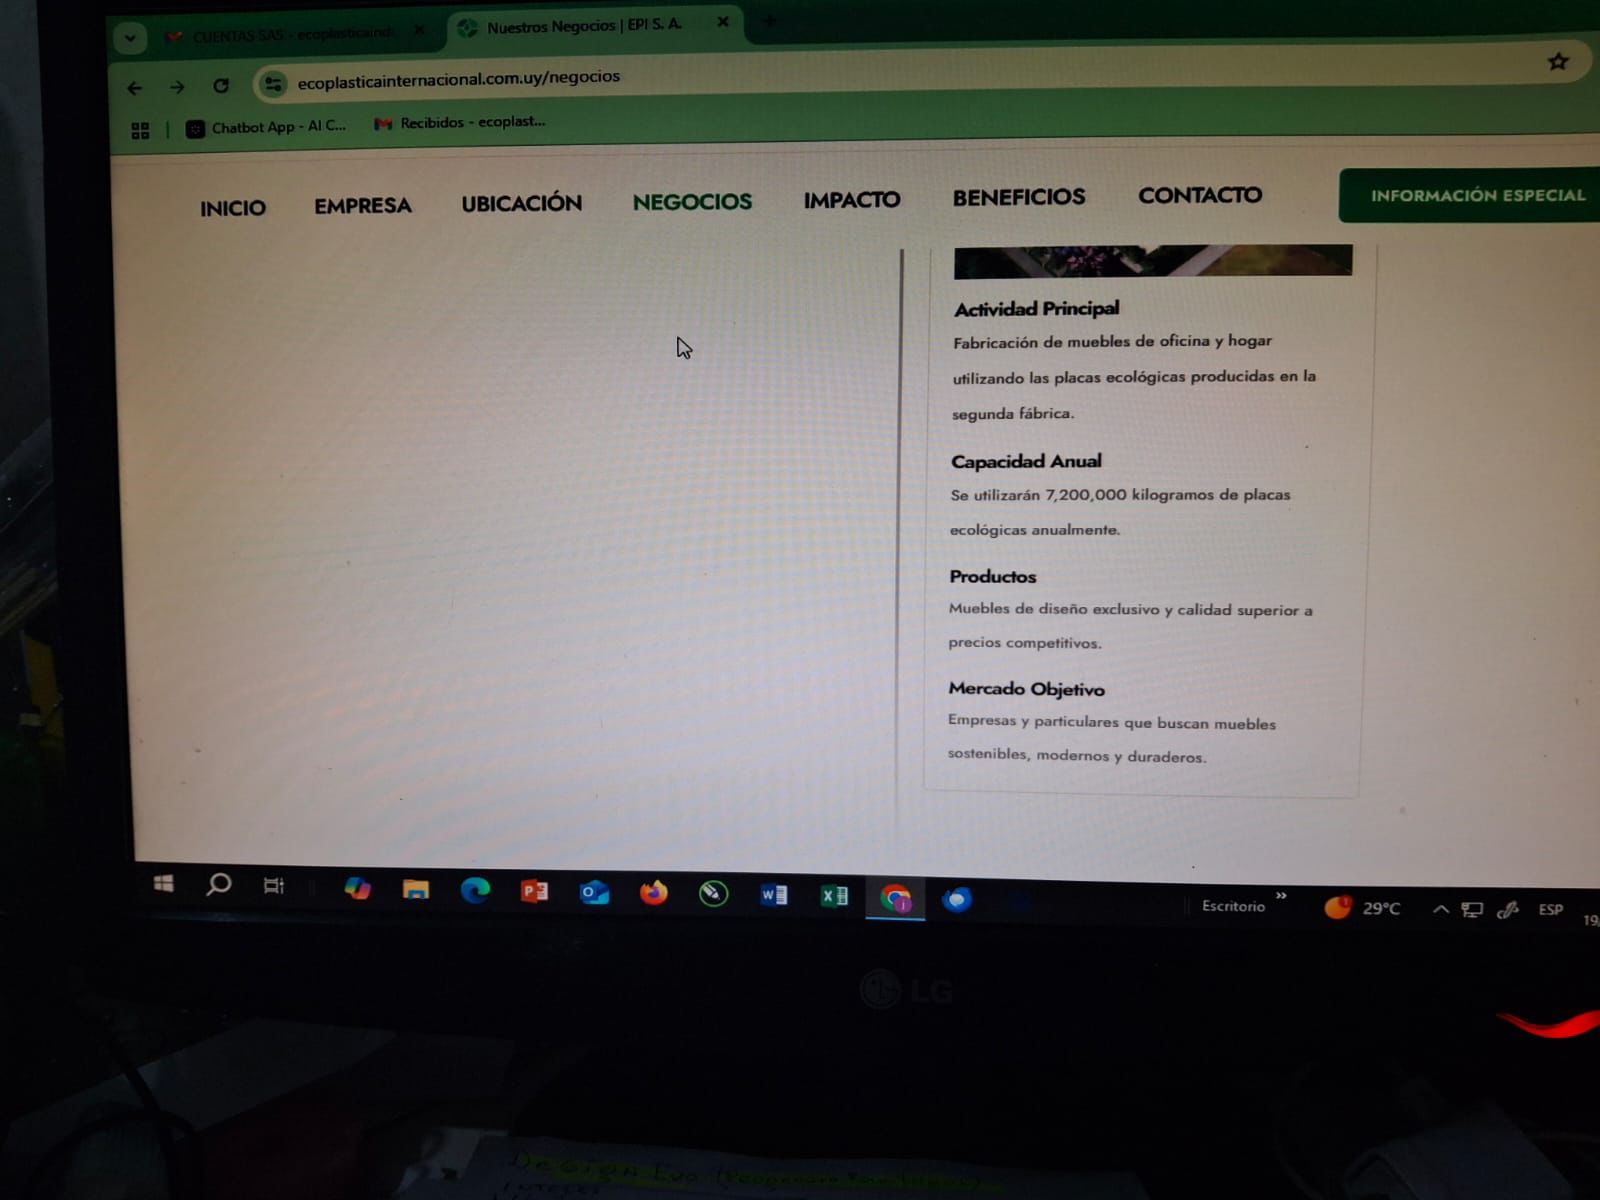 CUENTAS SAS - ecoplasticaind
Nuestros Negocios | EPI S. A.
ecoplasticainternacional.com.uy/negocios
Chatbot App - AI C...
Recibidos - ecoplast...
INICIO
EMPRESA
UBICACIÓN
NEGOCIOS
IMPACTO
BENEFICIOS
CONTACTO
INFORMACIÓN ESPECIAL
Actividad Principal
Fabricación de muebles de oficina y hogar
utilizando las placas ecológicas producidas en la
segunda fábrica.
Capacidad Anual
Se utilizarán 7,200,000 kilogramos de placas
ecológicas anualmente.
Productos
Muebles de diseño exclusivo y calidad superior a
precios competitivos.
Mercado Objetivo
Empresas y particulares que buscan muebles
sostenibles, modernos y duraderos.
Escritorio
29°C
ESP
19
LG